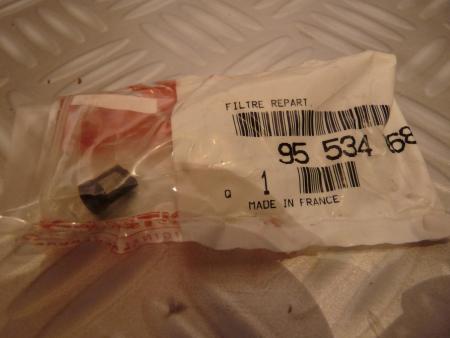 FILTRE REPART.
95 534 68
Q 1
MADE IN FRANCE